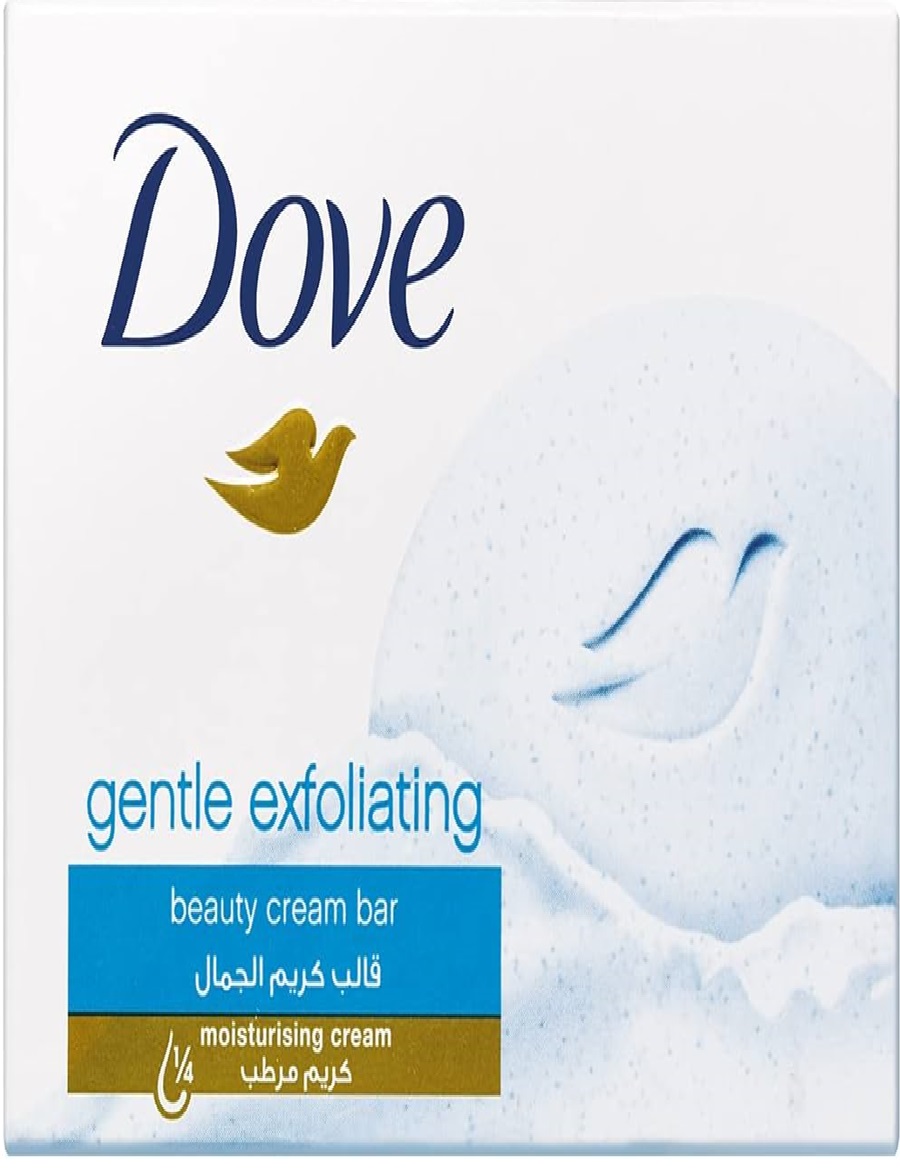 Dove
gentle exfoliating
beauty cream bar
قالب كريم الجمال
moisturising cream
1/4
كريم مرطب